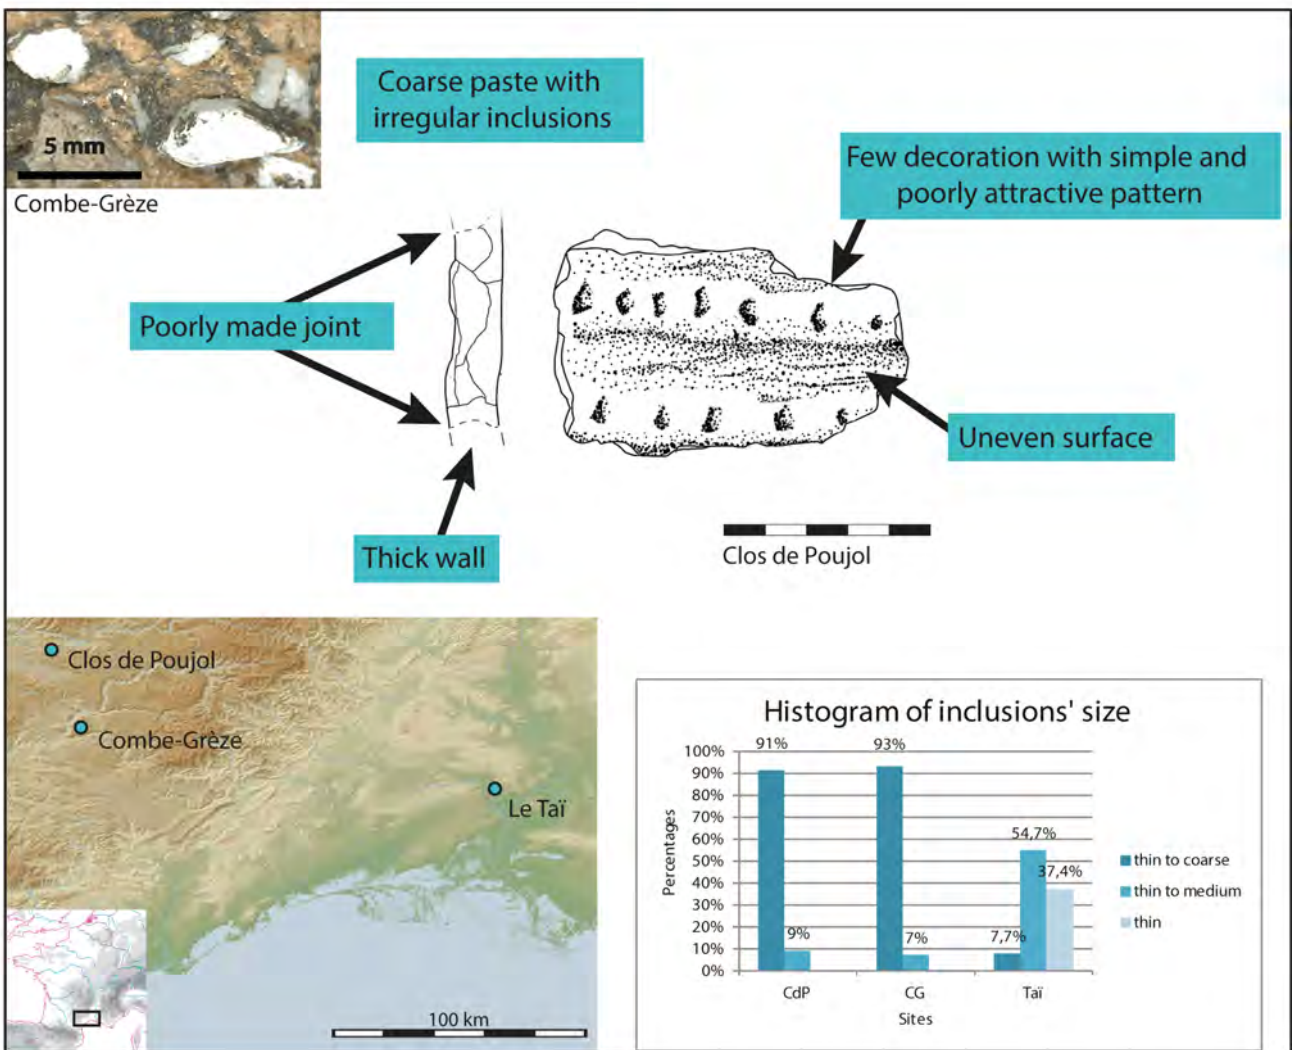 5 mm
Combe-Grèze
Coarse paste with
irregular inclusions
Few decoration with simple and
poorly attractive pattern
Poorly made joint
Uneven surface
Thick wall
Clos de Poujol
Clos de Poujol
Combe-Grèze
Le Taï
100 km
Histogram of inclusions' size
Percentages
100%
90%
80%
70%
60%
50%
40%
30%
20%
10%
0%
91%
9%
93%
7%
7,7%
54,7%
37,4%
CdP
CG
Taï
Sites
thin to coarse
thin to medium
thin